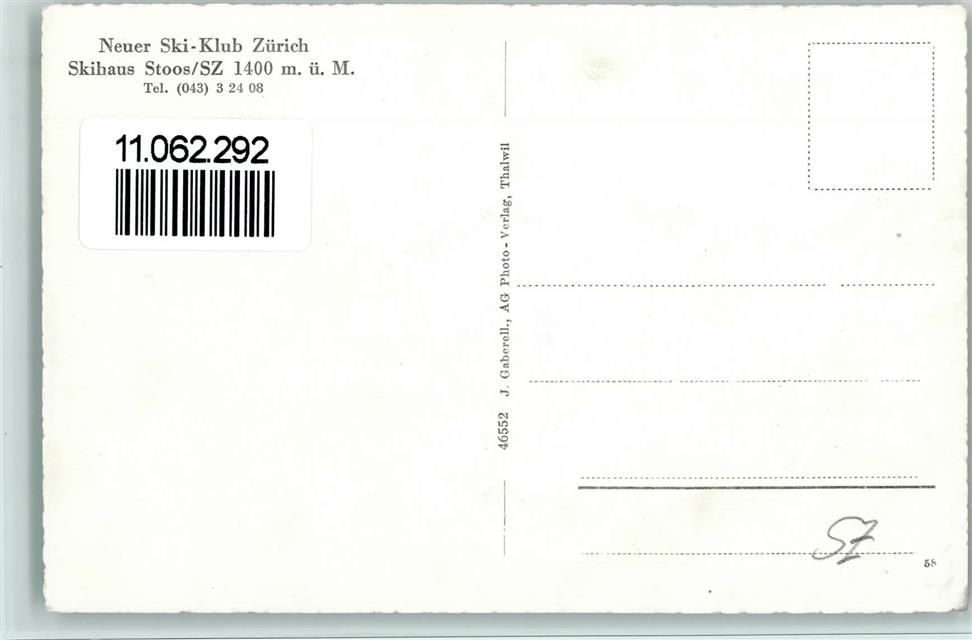 Neuer Ski-Klub Zürich
Skihaus Stoos/SZ 1400 m. ü. M.
Tel. (043) 3 24 08
11.062.292
46552 J. Gaberell., AG Photo-Verlag, Thalwil
SZ
58